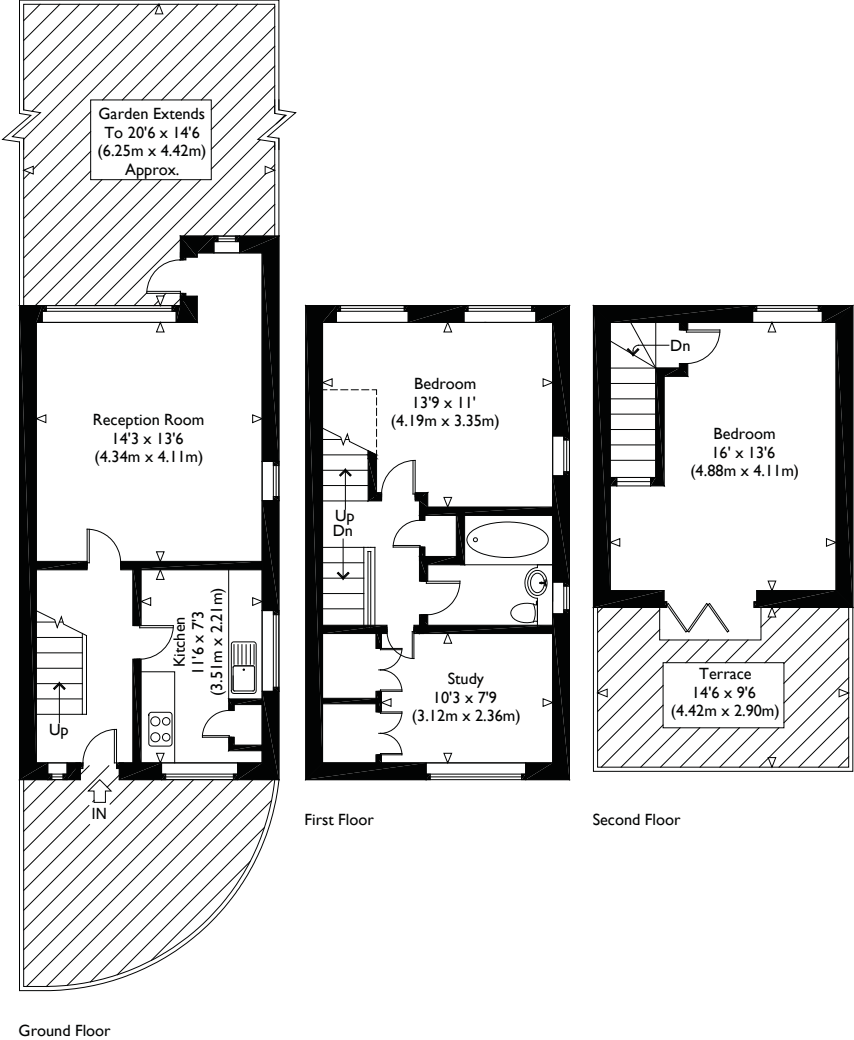 Garden Extends
To 20'6 x 14'6
(6.25m x 4.42m)
Approx.
Reception Room
14'3 x 13'6
(4.34m x 4.11m)
Kitchen
11'6 x 7'3
(3.51m x 2.21m)
Up
IN
Ground Floor
Bedroom
13'9 x 11'
(4.19m x 3.35m)
Up
Dn
Study
10'3 x 7'9
(3.12m x 2.36m)
First Floor
Dn
Bedroom
16' x 13'6
(4.88m x 4.11m)
Terrace
14'6 x 9'6
(4.42m x 2.90m)
Second Floor